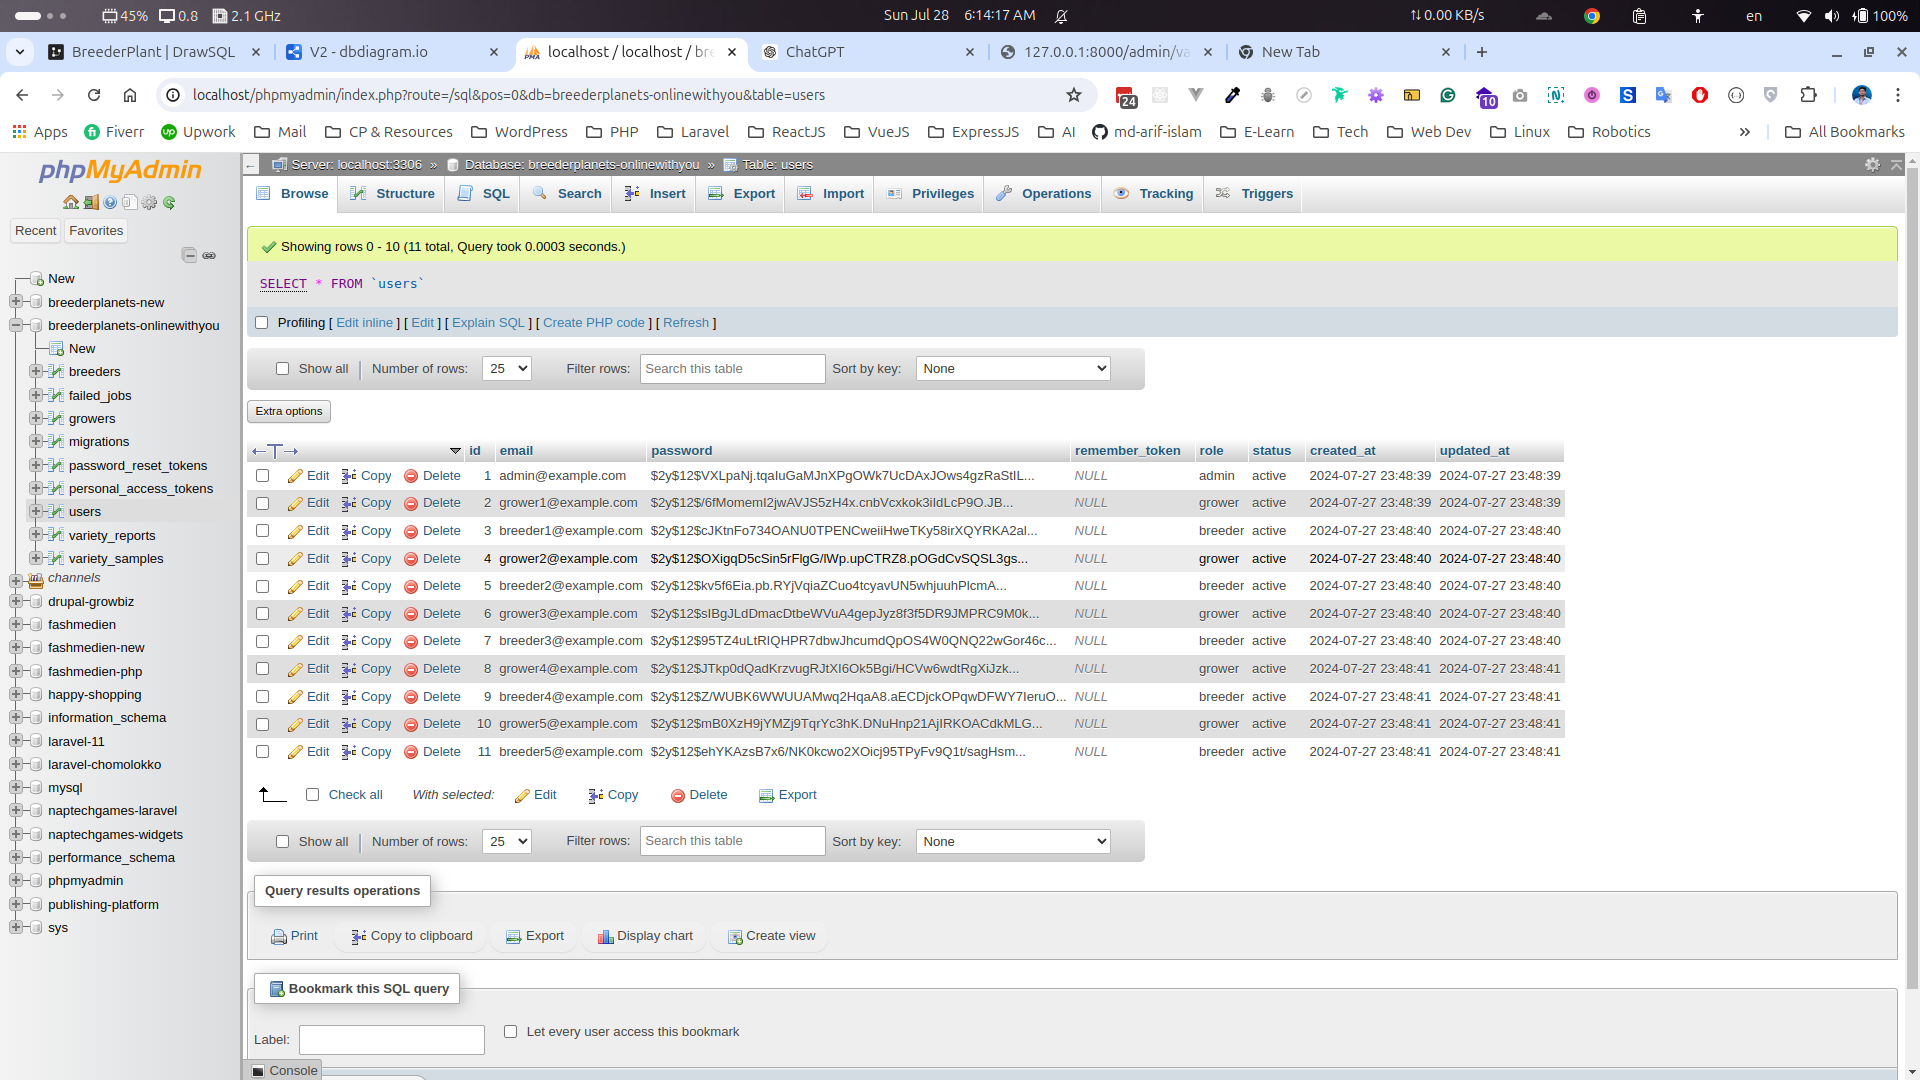 45% 0.8 2.1 GHz Sun Jul 28 6:14:17 AM 0.00 KB/s en 100%
BreederPlant | DrawSQL V2 - dbdiagram.io localhost / localhost / bre ChatGPT 127.0.0.1:8000/admin/va New Tab
localhost/phpmyadmin/index.php?route=/sql&pos=0&db=breederplanets-onlinewithyou&table=users 24 10
Apps Fiverr Upwork Mail CP & Resources WordPress PHP Laravel ReactJS VueJS ExpressJS AI md-arif-islam E-Learn Tech Web Dev Linux Robotics » All Bookmarks
phpMyAdmin
Recent Favorites
New
breederplanets-new
breederplanets-onlinewithyou
New
breeders
failed_jobs
growers
migrations
password_reset_tokens
personal_access_tokens
users
variety_reports
variety_samples
channels
drupal-growbiz
fashmedien
fashmedien-new
fashmedien-php
happy-shopping
information_schema
laravel-11
laravel-chomolokko
mysql
naptechgames-laravel
naptechgames-widgets
performance_schema
phpmyadmin
publishing-platform
sys
Server: localhost:3306 » Database: breederplanets-onlinewithyou » Table: users
Browse Structure SQL Search Insert Export Import Privileges Operations Tracking Triggers
Showing rows 0 - 10 (11 total, Query took 0.0003 seconds.)
SELECT * FROM `users`
Profiling [ Edit inline ] [ Edit ] [ Explain SQL ] [ Create PHP code ] [ Refresh ]
Show all Number of rows: 25 Filter rows: Search this table Sort by key: None
Extra options
id email password remember_token role status created_at updated_at
Edit Copy Delete 1 admin@example.com $2y$12$VXLpaNj.tqaIuGaMJnXPgOWk7UcDAxJOws4gzRaStIL... NULL admin active 2024-07-27 23:48:39 2024-07-27 23:48:39
Edit Copy Delete 2 grower1@example.com $2y$12$/6fMomemI2jwAVJS5zH4x.cnbVcxkok3iIdLcP9O.JB... NULL grower active 2024-07-27 23:48:39 2024-07-27 23:48:39
Edit Copy Delete 3 breeder1@example.com $2y$12$cJKtnFo734OANU0TPENCweiiHweTKy58irXQYRKA2al... NULL breeder active 2024-07-27 23:48:40 2024-07-27 23:48:40
Edit Copy Delete 4 grower2@example.com $2y$12$OXigqD5cSin5rFlgG/lWp.upCTRZ8.pOGdCvSQSL3gs... NULL grower active 2024-07-27 23:48:40 2024-07-27 23:48:40
Edit Copy Delete 5 breeder2@example.com $2y$12$kv5f6Eia.pb.RYjVqiaZCuo4tcyavUN5whjuuhPlcmA... NULL breeder active 2024-07-27 23:48:40 2024-07-27 23:48:40
Edit Copy Delete 6 grower3@example.com $2y$12$sIBgJLdDmacDtbeWVuA4gepJyz8f3f5DR9JMPRC9M0k... NULL grower active 2024-07-27 23:48:40 2024-07-27 23:48:40
Edit Copy Delete 7 breeder3@example.com $2y$12$95TZ4uLtRIQHPR7dbwJhcumdQpOS4W0QNQ22wGor46c... NULL breeder active 2024-07-27 23:48:40 2024-07-27 23:48:40
Edit Copy Delete 8 grower4@example.com $2y$12$JTkp0dQadKrzvugRJtXI6Ok5Bgi/HCVw6wdtRgXiJzk... NULL grower active 2024-07-27 23:48:41 2024-07-27 23:48:41
Edit Copy Delete 9 breeder4@example.com $2y$12$Z/WUBK6WWUUAMwq2HqaA8.aECDjckOPqwDFWY7IeruO... NULL breeder active 2024-07-27 23:48:41 2024-07-27 23:48:41
Edit Copy Delete 10 grower5@example.com $2y$12$mB0XzH9jYMZj9TqrYc3hK.DNuHnp21AjIRKOACdkMLG... NULL grower active 2024-07-27 23:48:41 2024-07-27 23:48:41
Edit Copy Delete 11 breeder5@example.com $2y$12$ehYKAzsB7x6/NK0kcwo2XOicj95TPyFv9Q1t/sagHsm... NULL breeder active 2024-07-27 23:48:41 2024-07-27 23:48:41
Check all With selected: Edit Copy Delete Export
Show all Number of rows: 25 Filter rows: Search this table Sort by key: None
Query results operations
Print Copy to clipboard Export Display chart Create view
Bookmark this SQL query
Label: Let every user access this bookmark
Console